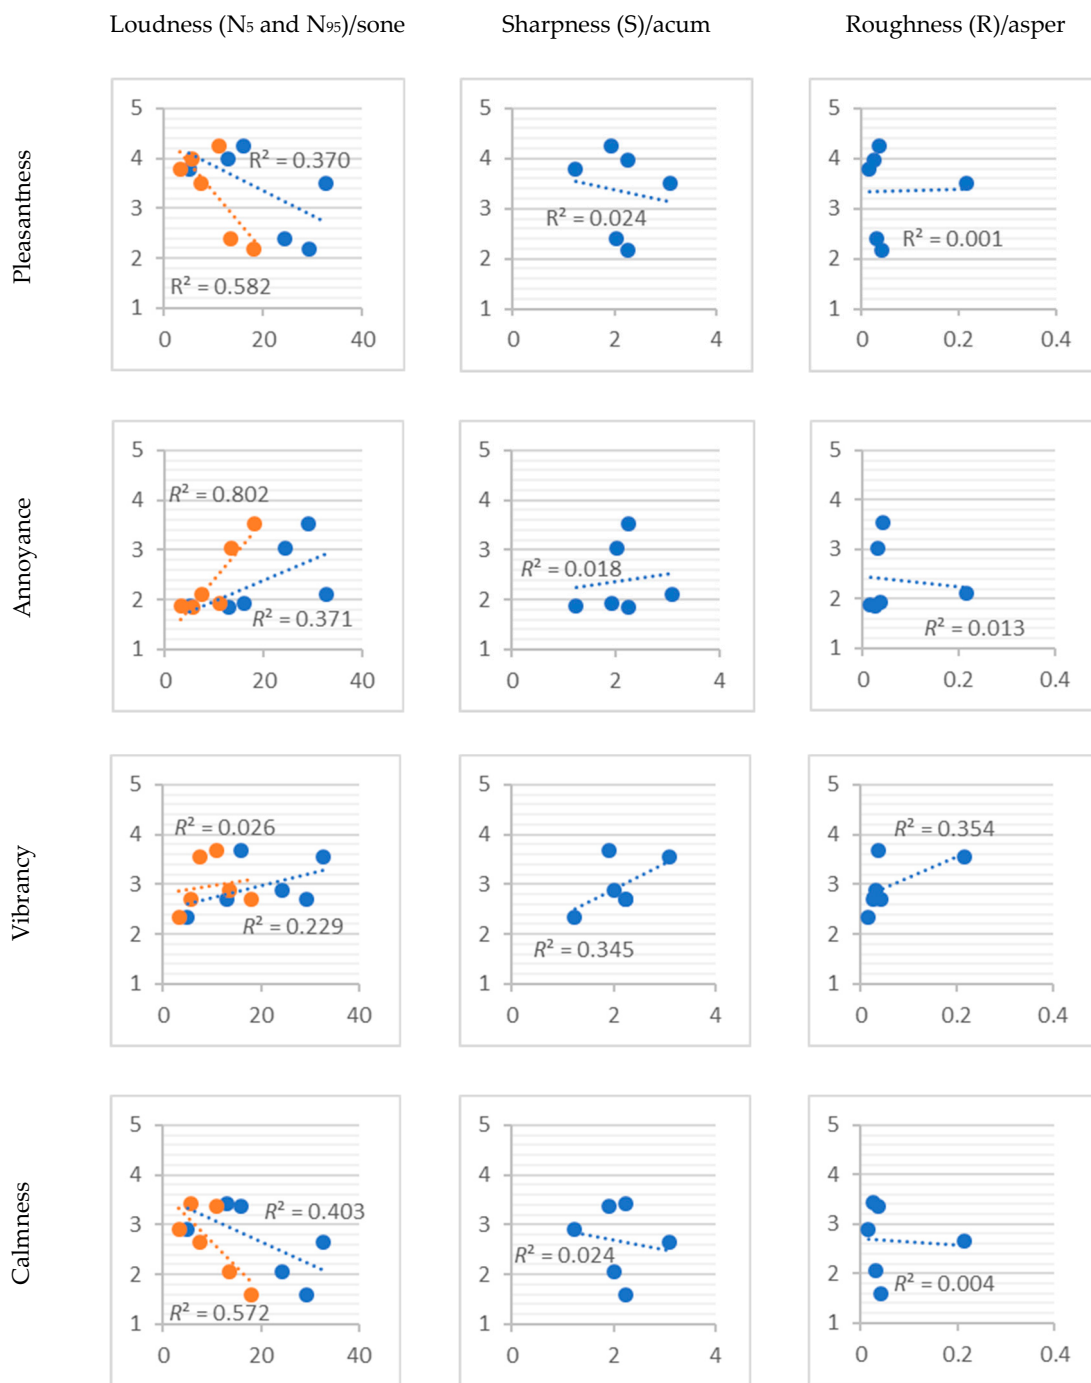 Loudness (N₅ and N₉₅)/sone
Sharpness (S)/acum
Roughness (R)/asper
Pleasantness
5
4
3
2
1
R² = 0.370
R² = 0.582
0 20 40
5
4
3
2
1
R² = 0.024
0 2 4
5
4
3
2
1
R² = 0.001
0 0.2 0.4
Annoyance
5
4
3
2
1
R² = 0.802
R² = 0.371
0 20 40
5
4
3
2
1
R² = 0.018
0 2 4
5
4
3
2
1
R² = 0.013
0 0.2 0.4
Vibrancy
5
4
3
2
1
R² = 0.026
R² = 0.229
0 20 40
5
4
3
2
1
R² = 0.345
0 2 4
5
4
3
2
1
R² = 0.354
0 0.2 0.4
Calmness
5
4
3
2
1
R² = 0.403
R² = 0.572
0 20 40
5
4
3
2
1
R² = 0.024
0 2 4
5
4
3
2
1
R² = 0.004
0 0.2 0.4